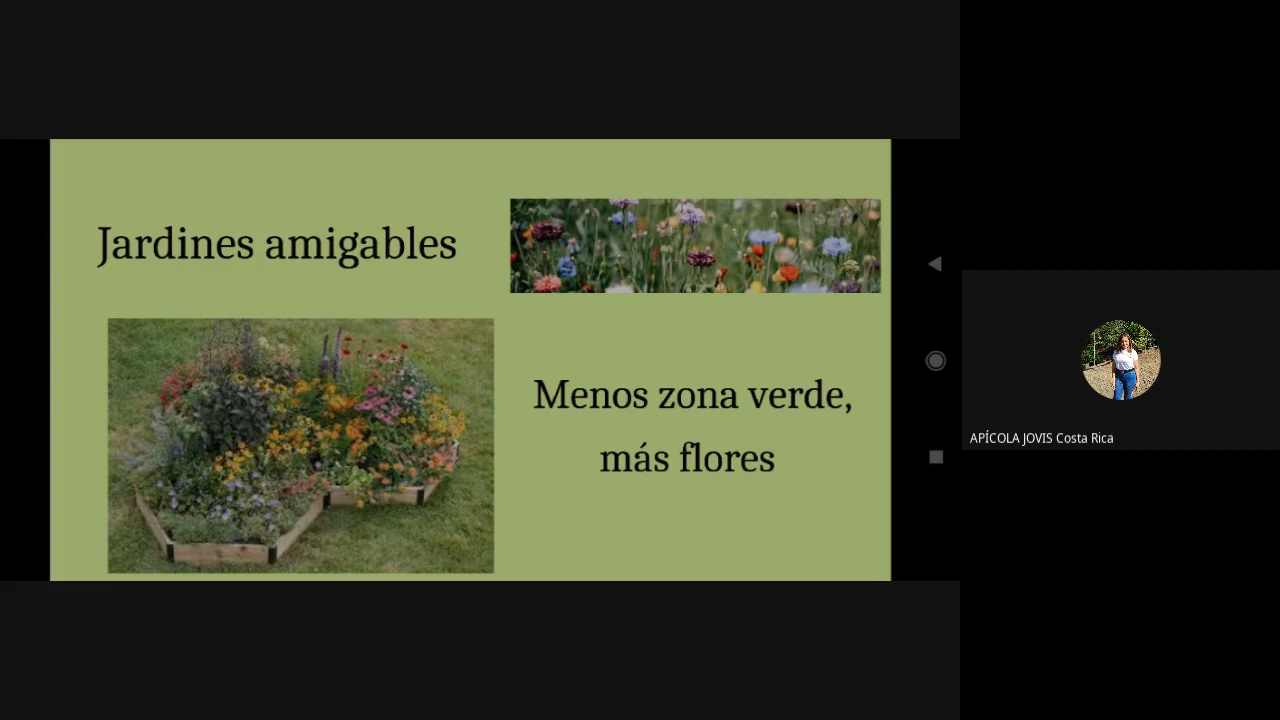 Jardines amigables
Menos zona verde,
más flores
APÍCOLA JOVIS Costa Rica